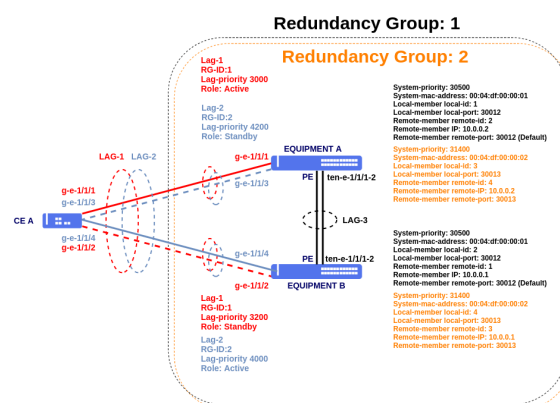 Redundancy Group: 1
Redundancy Group: 2
Lag-1
RG-ID:1
Lag-priority 3000
Role: Active
Lag-2
RG-ID:2
Lag-priority 4200
Role: Standby
System-priority: 30500
System-mac-address: 00:04:df:00:00:01
Local-member local-id: 1
Local-member local-port: 30012
Remote-member remote-id: 2
Remote-member IP: 10.0.0.2
Remote-member remote-port: 30012 (Default)
System-priority: 31400
System-mac-address: 00:04:df:00:00:02
Local-member local-id: 3
Local-member local-port: 30013
Remote-member remote-id: 4
Remote-member remote-IP: 10.0.0.2
Remote-member remote-port: 30013
EQUIPMENT A
LAG-1
LAG-2
g-e-1/1/1
PE
ten-e-1/1/1-2
g-e-1/1/3
g-e-1/1/1
g-e-1/1/3
CE A
LAG-3
g-e-1/1/4
g-e-1/1/2
g-e-1/1/4
PE
ten-e-1/1/1-2
g-e-1/1/2
EQUIPMENT B
System-priority: 30500
System-mac-address: 00:04:df:00:00:01
Local-member local-id: 2
Local-member local-port: 30012
Remote-member remote-id: 1
Remote-member IP: 10.0.0.1
Remote-member remote-port: 30012 (Default)
System-priority: 31400
System-mac-address: 00:04:df:00:00:02
Local-member local-id: 4
Local-member local-port: 30013
Remote-member remote-id: 3
Remote-member remote-IP: 10.0.0.1
Remote-member remote-port: 30013
Lag-1
RG-ID:1
Lag-priority 3200
Role: Standby
Lag-2
RG-ID:2
Lag-priority 4000
Role: Active